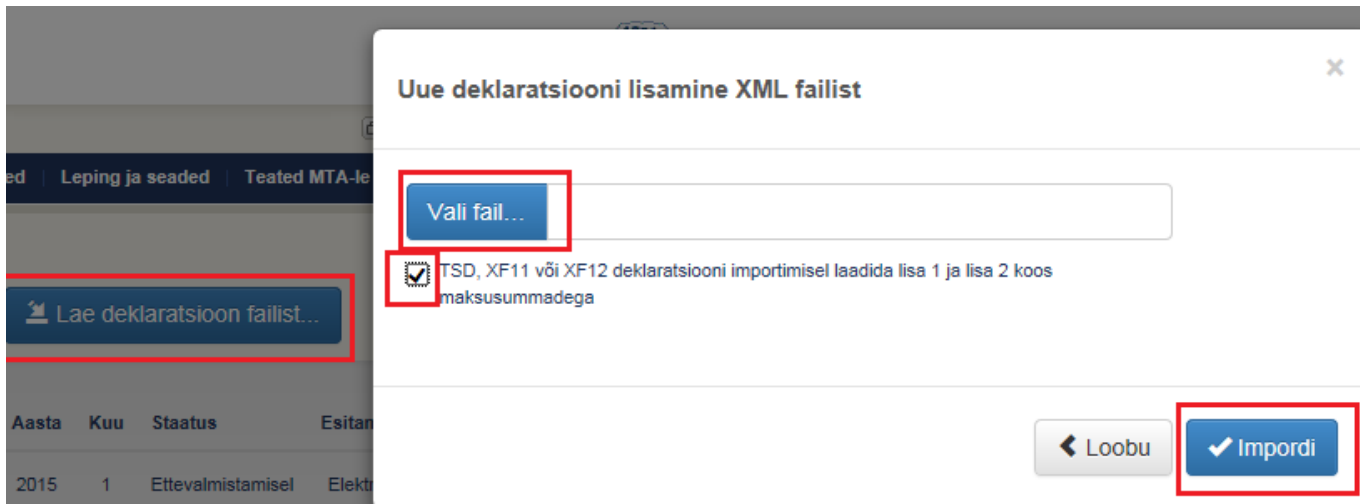 Uue deklaratsiooni lisamine XML failist
×
ed Leping ja seaded Teated MTA-le
Vali fail...
TSD, XF11 või XF12 deklaratsiooni importimisel laadida lisa 1 ja lisa 2 koos
maksusummadega
Lae deklaratsioon failist...
Aasta Kuu Staatus Esitan
Loobu Impordi
2015 1 Ettevalmistamisel Elektr